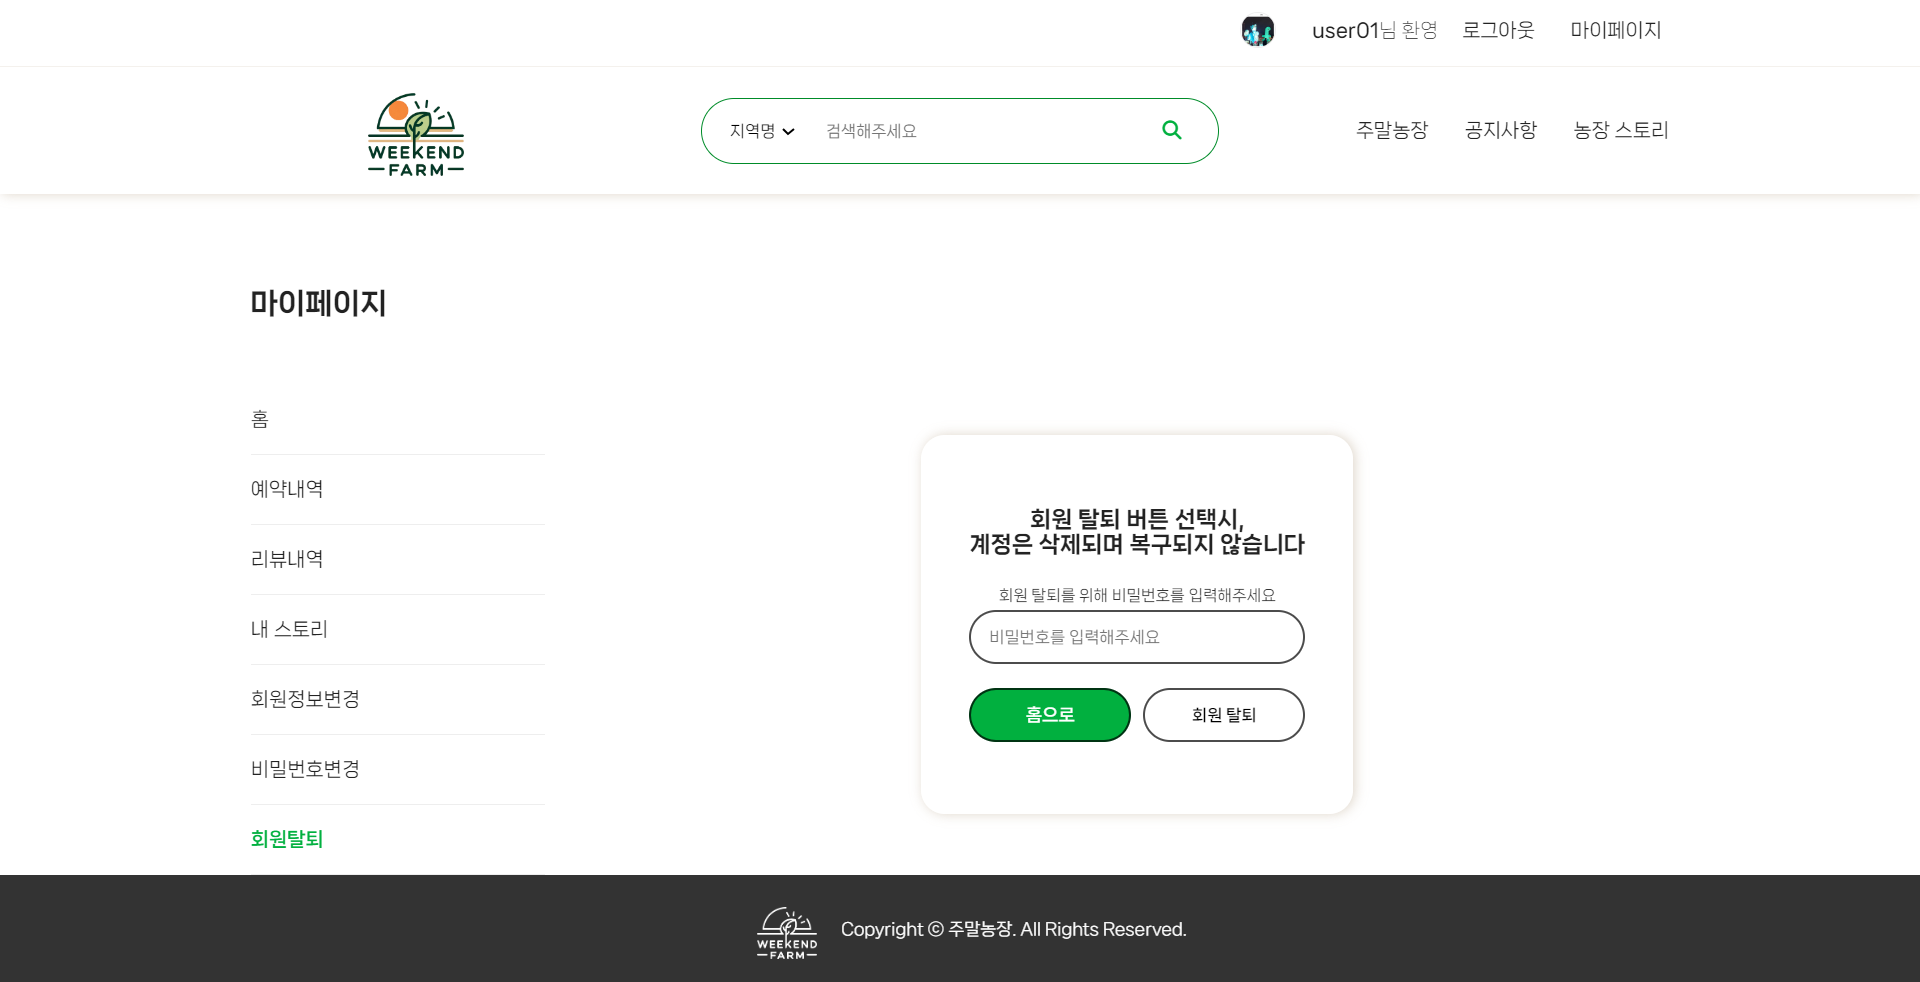 user01님 환영 로그아웃 마이페이지
WEEKEND
FARM
지역명 검색해주세요
주말농장 공지사항 농장 스토리
마이페이지
홈
예약내역
리뷰내역
내 스토리
회원정보변경
비밀번호변경
회원탈퇴
회원 탈퇴 버튼 선택시,
계정은 삭제되며 복구되지 않습니다
회원 탈퇴를 위해 비밀번호를 입력해주세요
비밀번호를 입력해주세요
홈으로 회원 탈퇴
WEEKEND
FARM
Copyright © 주말농장. All Rights Reserved.